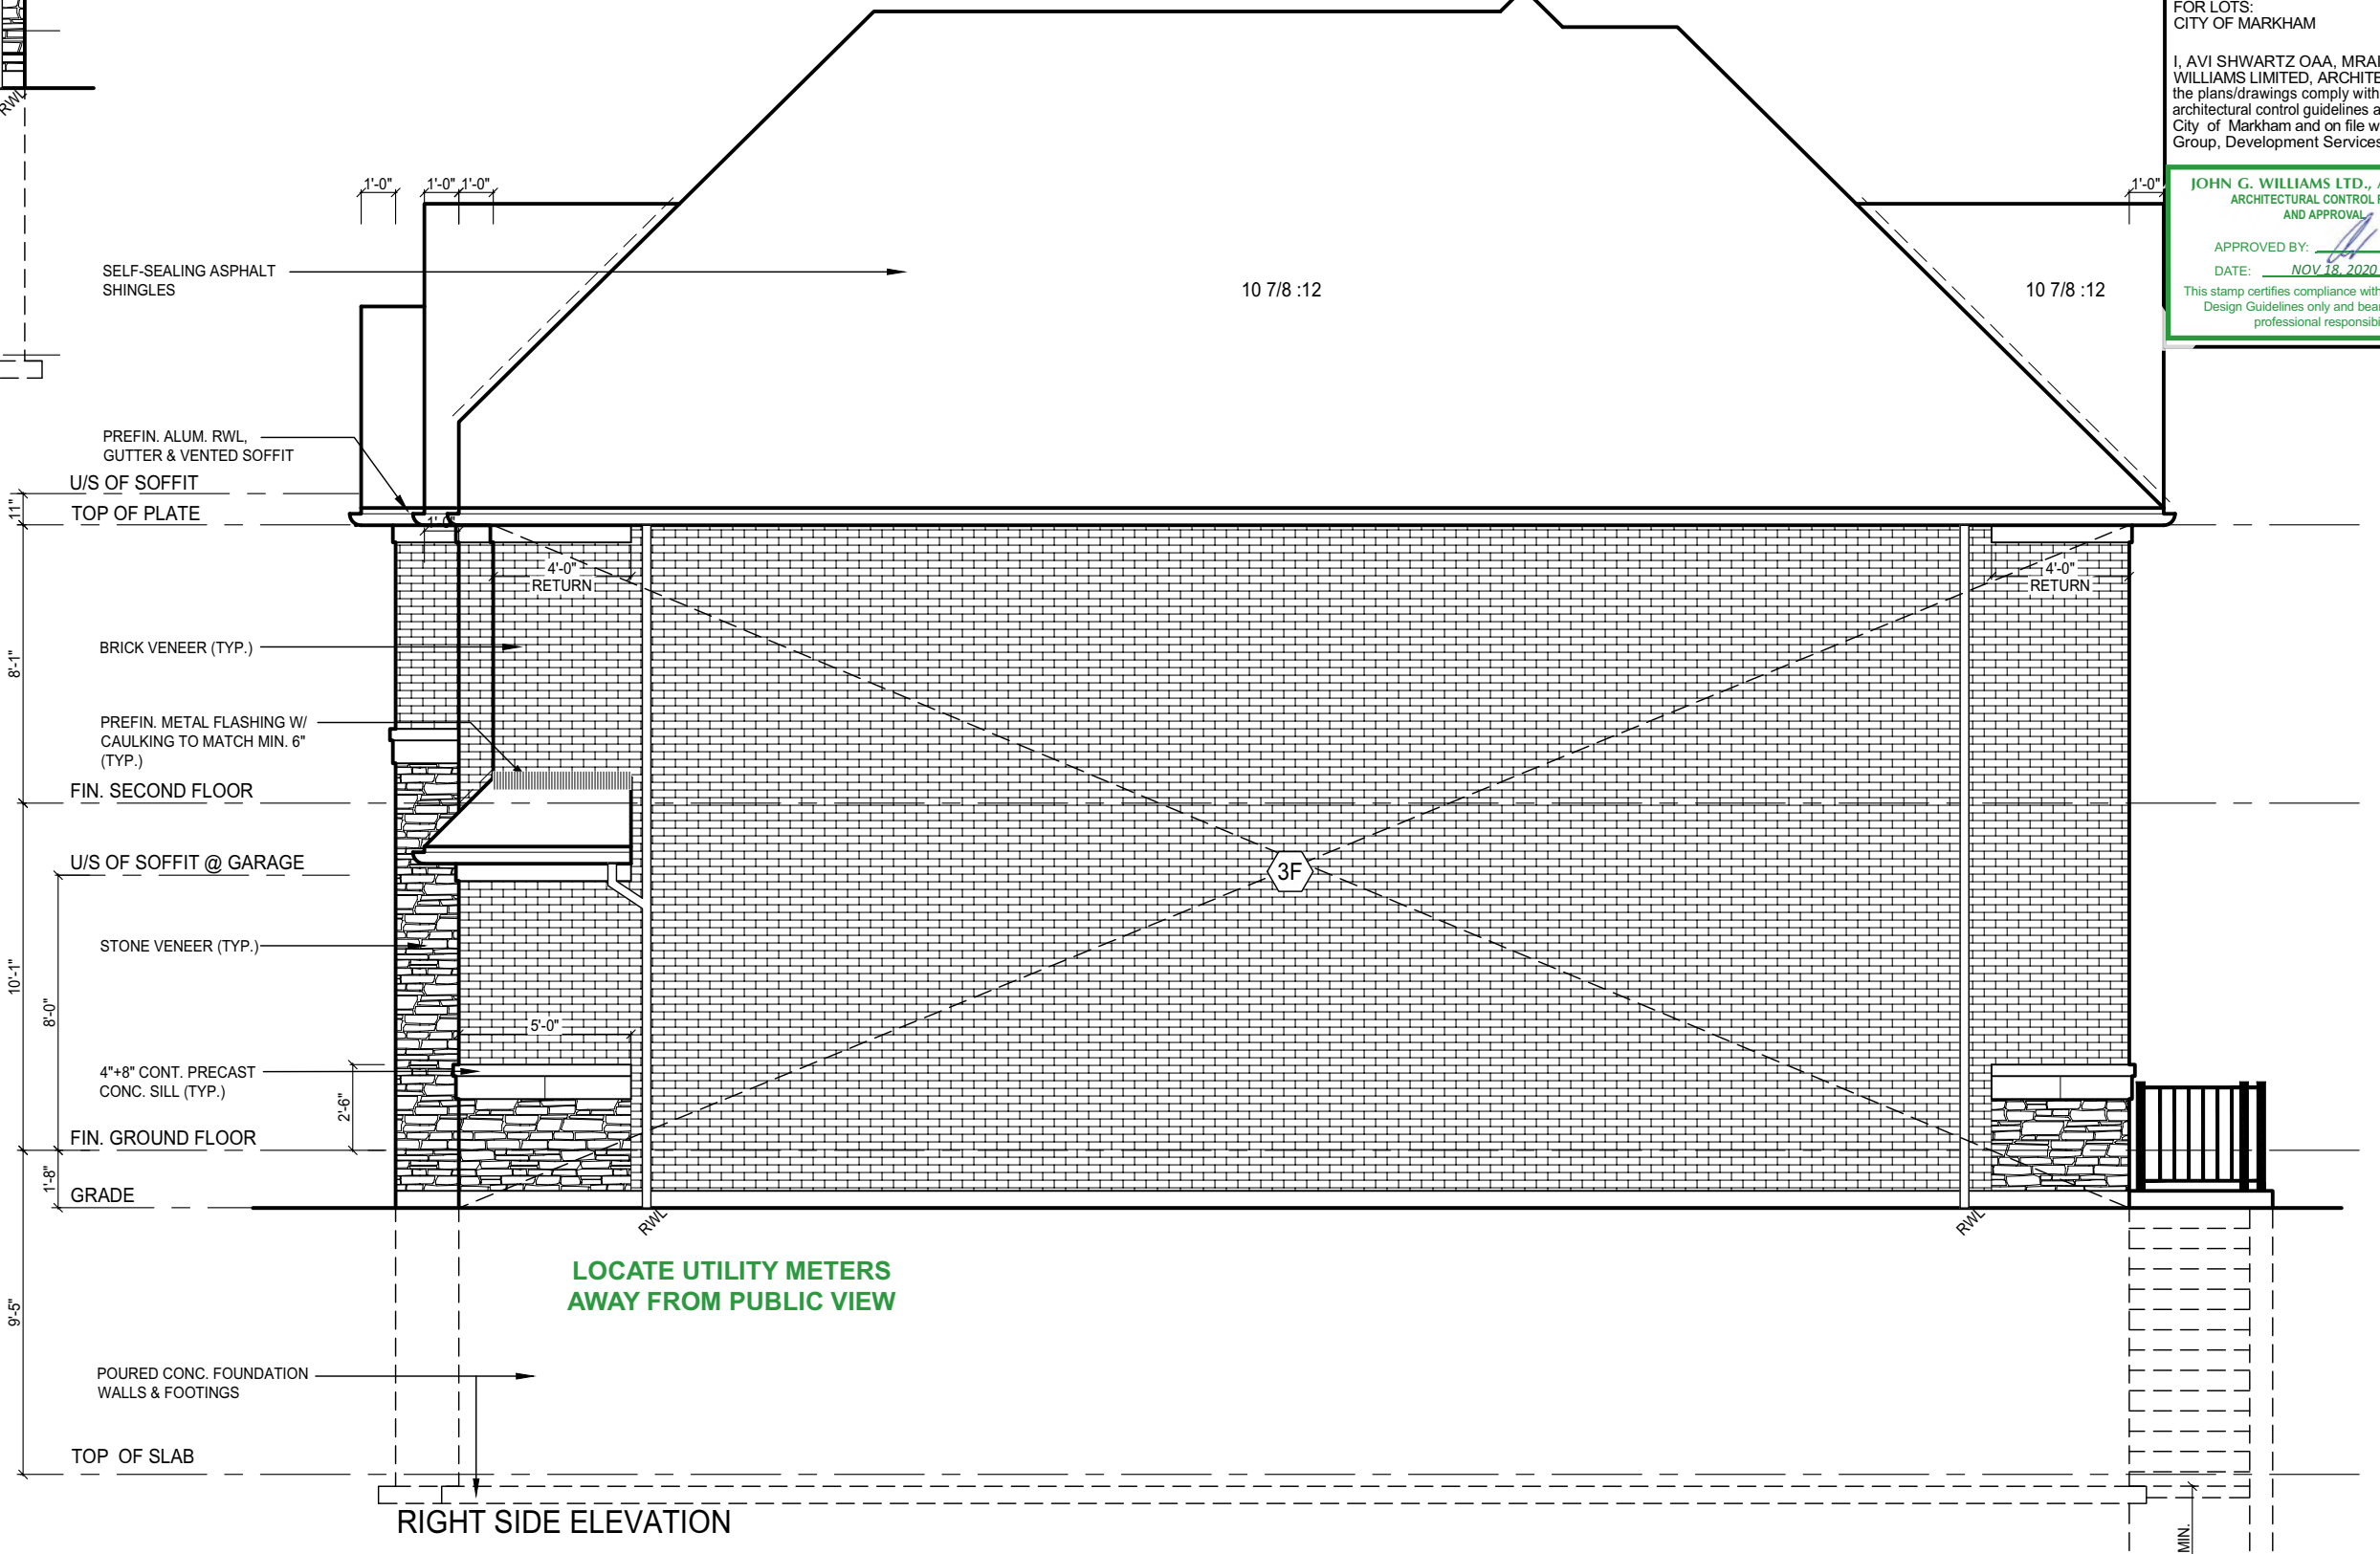 RWL
FOR LOTS:
CITY OF MARKHAM
I, AVI SHWARTZ OAA,
WILLIAMS LIMITED,
the plans/drawings comply with
architectural control guidelines
City of Markham and on file
Group, Development Services
JOHN G. WILLIAMS LTD.,
ARCHITECTURAL CONTROL
AND APPROVAL
APPROVED BY:
DATE: NOV 18, 2020
This stamp certifies compliance with
Design Guidelines only and
professional
1'-0" 1'-0" 1'-0" 1'-0"
SELF-SEALING ASPHALT
SHINGLES
10 7/8 :12 10 7/8 :12
PREFIN. ALUM. RWL,
GUTTER & VENTED SOFFIT
U/S OF SOFFIT
11"
TOP OF PLATE
1'-0"
4'-0"
RETURN
4'-0"
RETURN
BRICK VENEER (TYP.)
8'-1"
PREFIN. METAL FLASHING W/
CAULKING TO MATCH MIN. 6"
(TYP.)
FIN. SECOND FLOOR
U/S OF SOFFIT @ GARAGE
3F
STONE VENEER (TYP.)
10'-1"
8'-0"
5'-0"
4"+8" CONT. PRECAST
CONC. SILL (TYP.)
2'-6"
FIN. GROUND FLOOR
1'-8"
GRADE
RWL RWL
LOCATE UTILITY METERS
AWAY FROM PUBLIC VIEW
9'-5"
POURED CONC. FOUNDATION
WALLS & FOOTINGS
TOP OF SLAB
RIGHT SIDE ELEVATION
MIN.